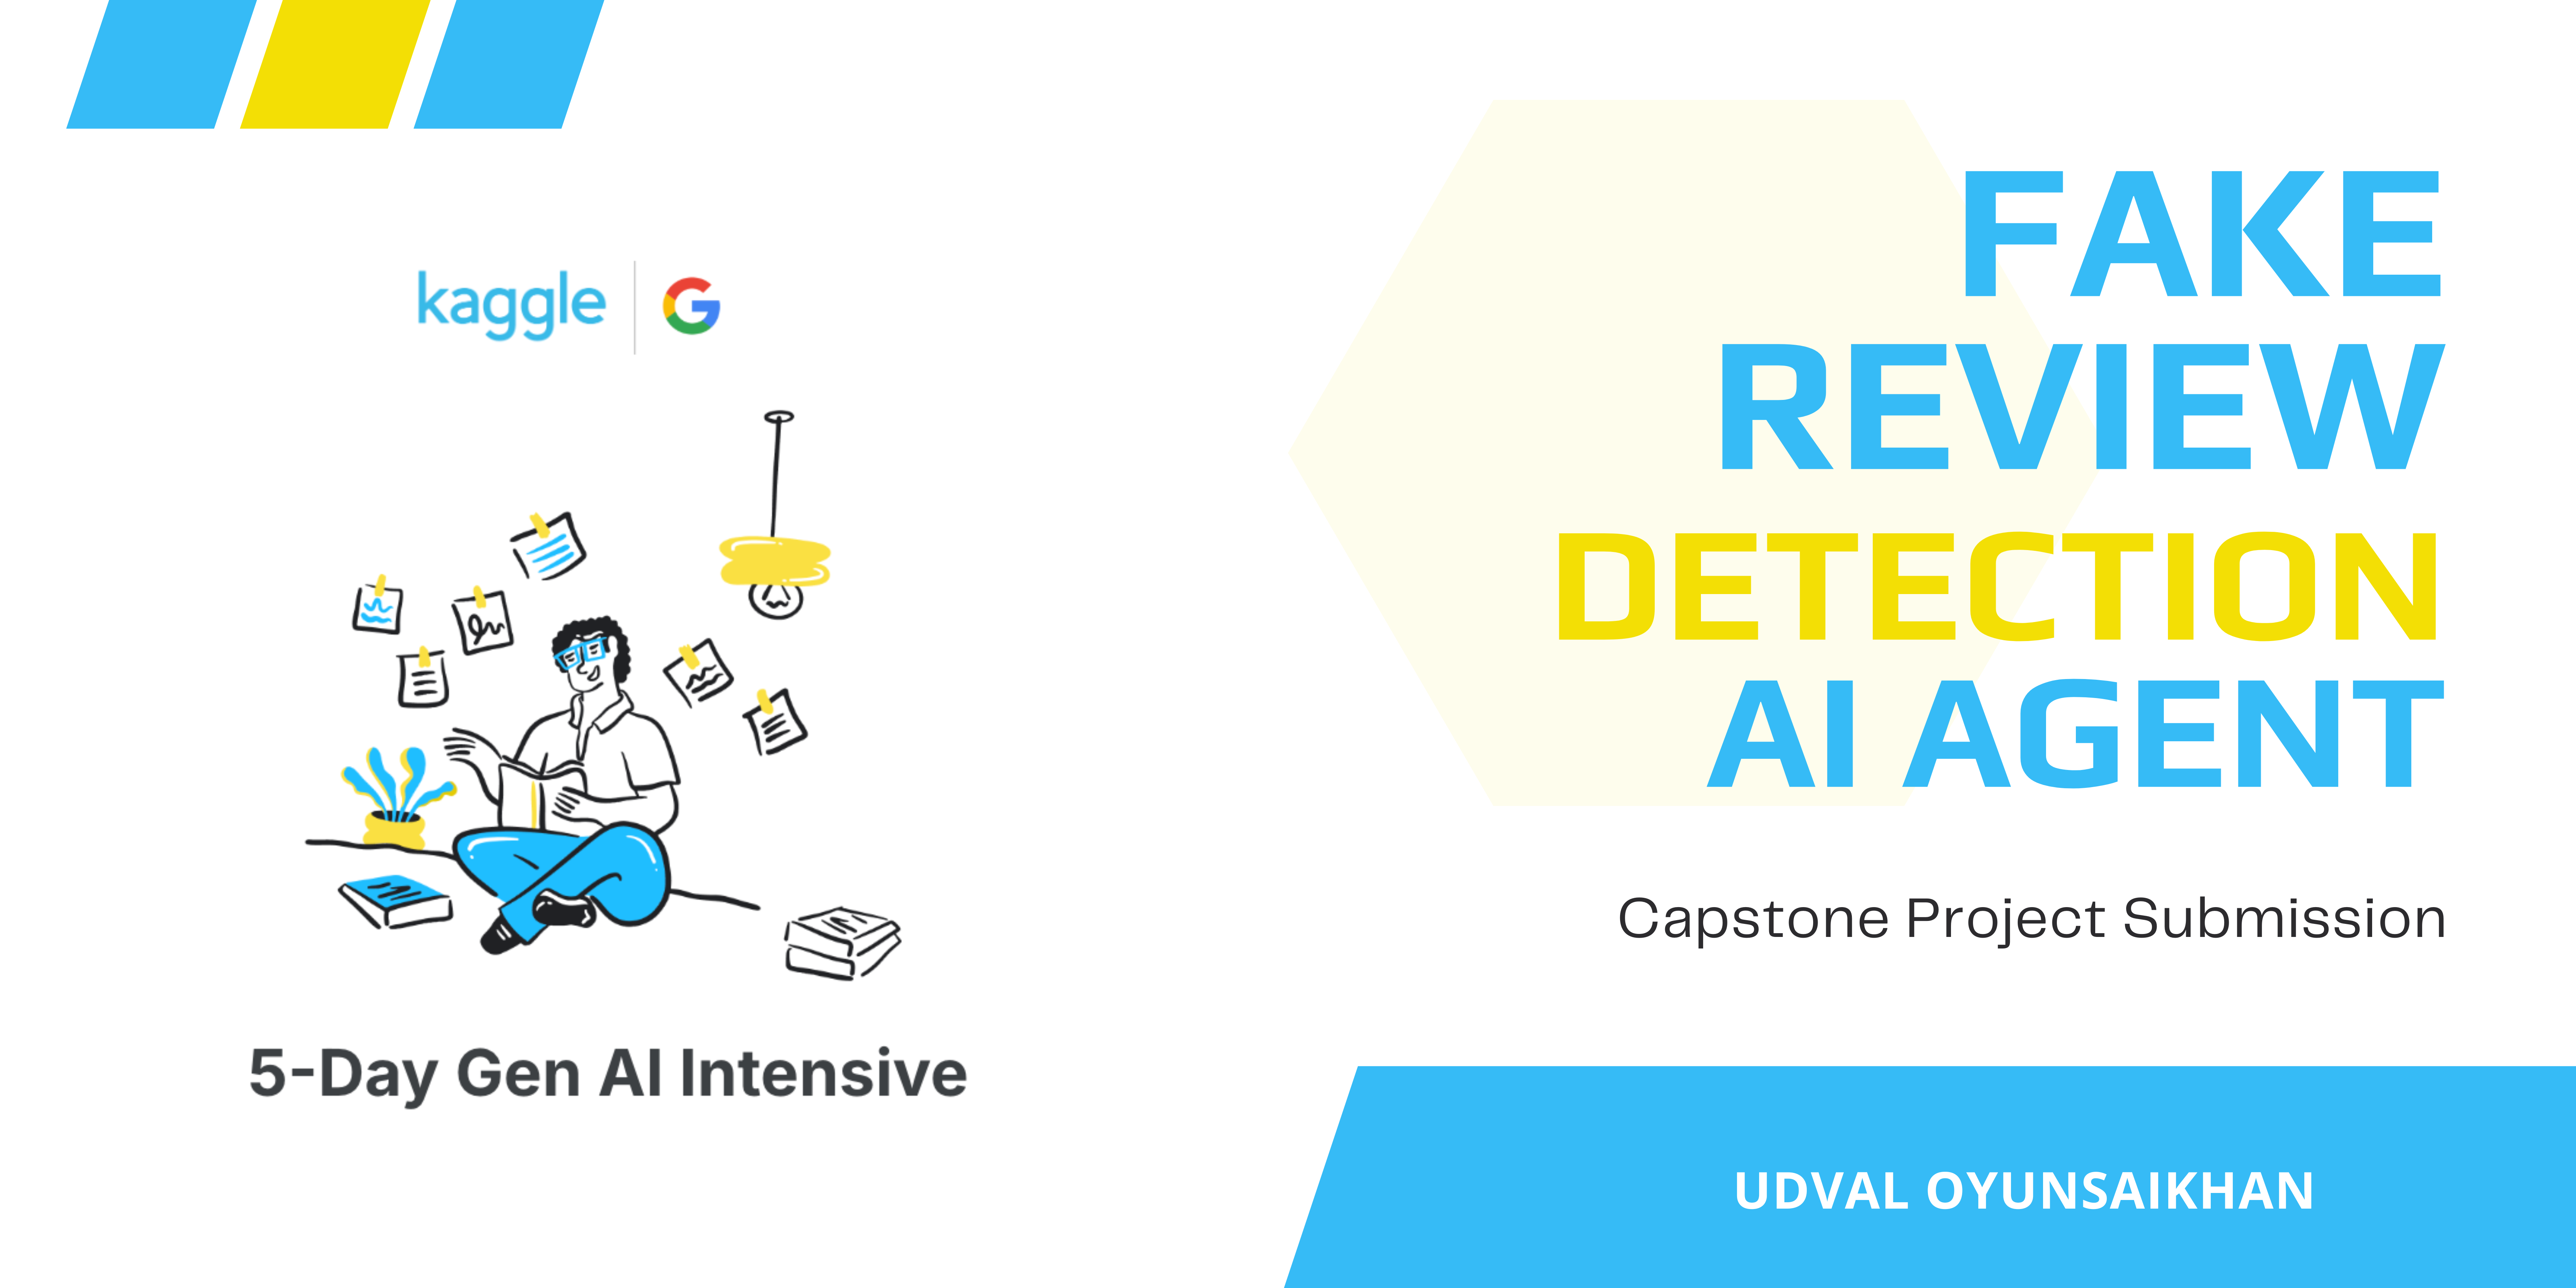 kaggle
5-Day Gen AI Intensive
FAKE
REVIEW
DETECTION
AI AGENT
Capstone Project Submission
UDVAL OYUNSAIKHAN